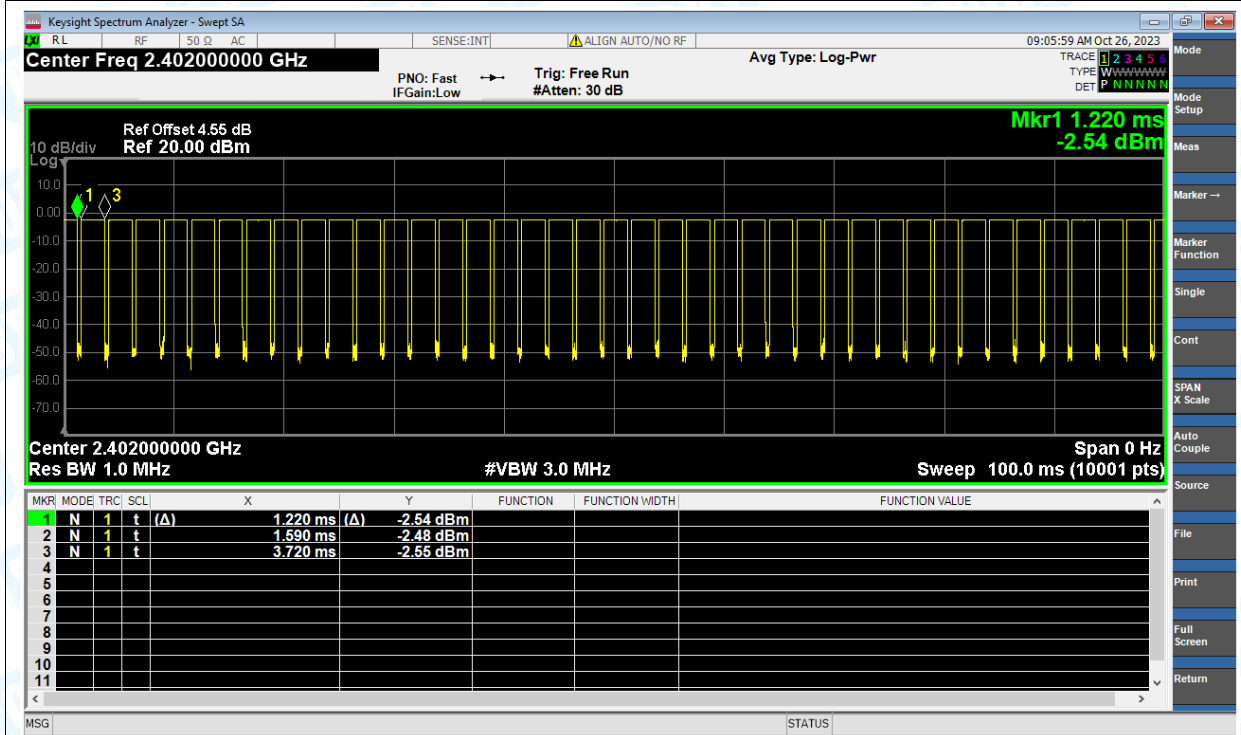 Keysight Spectrum Analyzer - Swept SA
LXI RL RF 50 Ω AC SENSE:INT ALIGN AUTO/NO RF 09:05:59 AM Oct 26, 2023
Center Freq 2.402000000 GHz Avg Type: Log-Pwr TRACE 1 2 3 4 5 6
PNO: Fast Trig: Free Run TYPE WWWWWW
IFGain:Low #Atten: 30 dB DET P N N N N N
Ref Offset 4.55 dB Mkr1 1.220 ms
10 dB/div Ref 20.00 dBm -2.54 dBm
Log
10.0
1 3
0.00
-10.0
-20.0
-30.0
-40.0
-50.0
-60.0
-70.0
Center 2.402000000 GHz Span 0 Hz
Res BW 1.0 MHz #VBW 3.0 MHz Sweep 100.0 ms (10001 pts)
MKR MODE TRC SCL X Y FUNCTION FUNCTION WIDTH FUNCTION VALUE
1 N 1 t (Δ) 1.220 ms (Δ) -2.54 dBm
2 N 1 t 1.590 ms -2.48 dBm
3 N 1 t 3.720 ms -2.55 dBm
4
5
6
7
8
9
10
11
MSG STATUS
Mode
Mode
Setup
Meas
Marker →
Marker
Function
Single
Cont
SPAN
X Scale
Auto
Couple
Source
File
Print
Full
Screen
Return